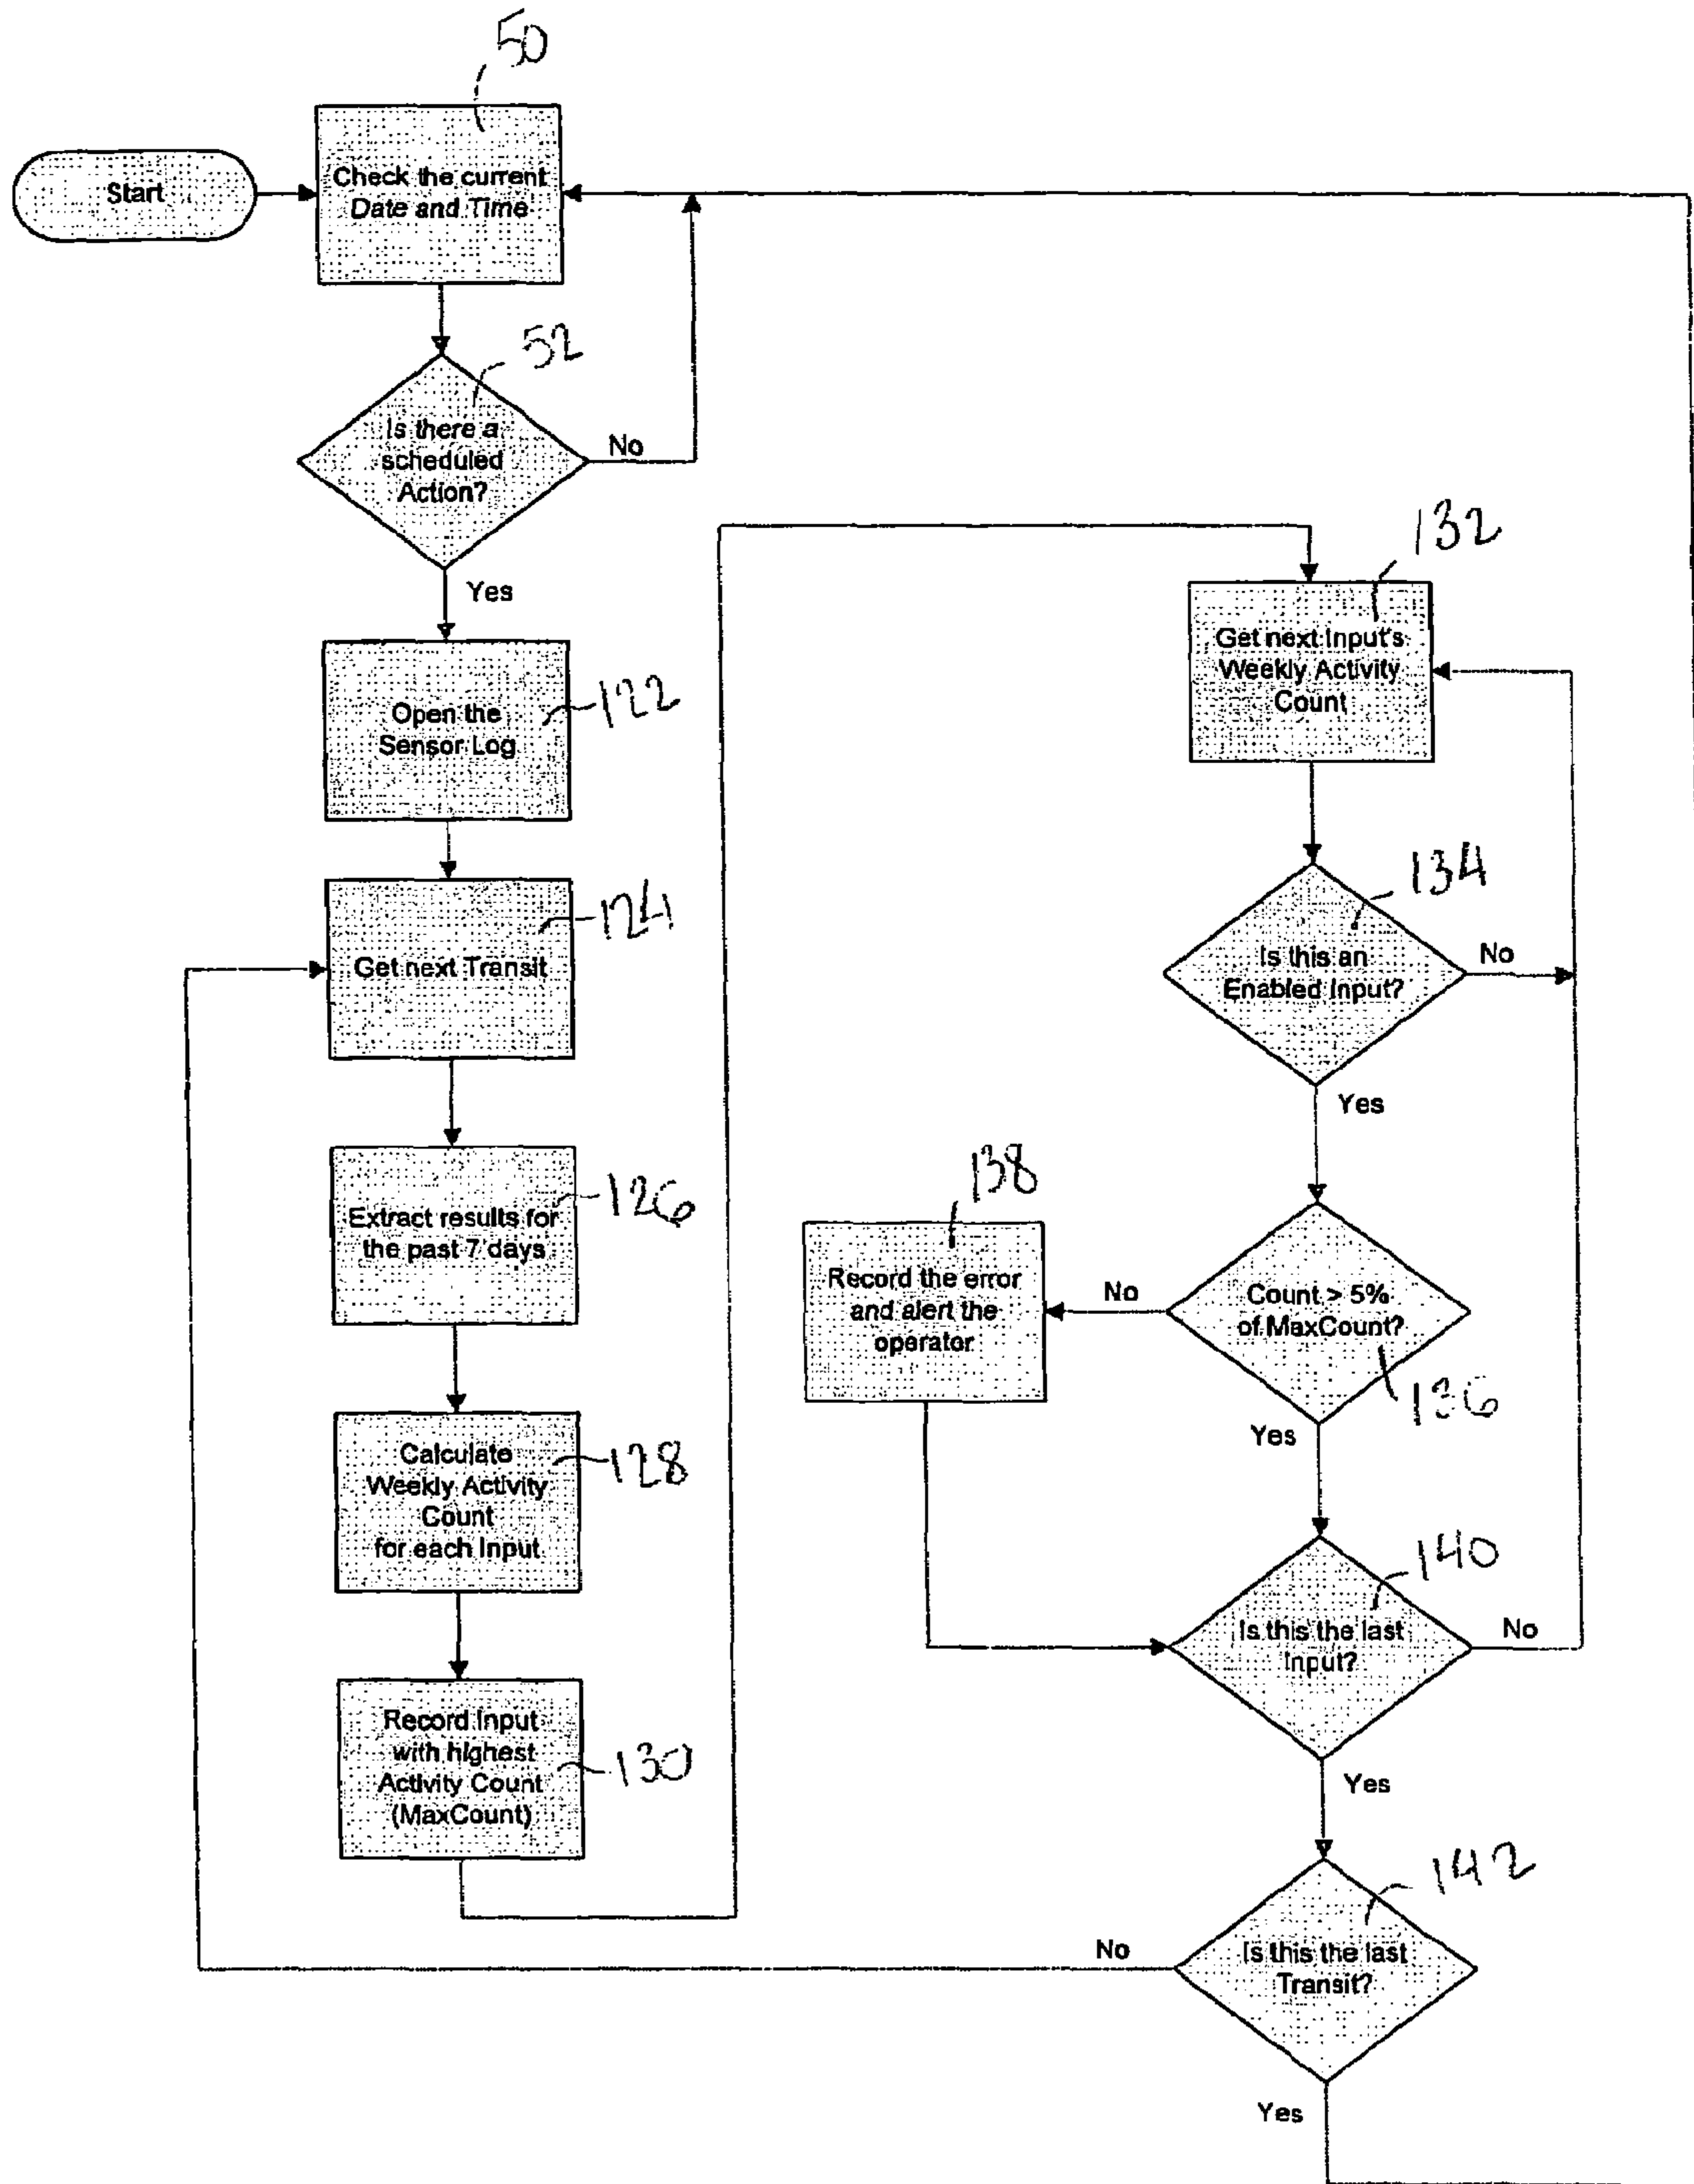 50
Start
Check the current
Date and Time
52
Is there a
scheduled
Action?
No
Yes
Open the
Sensor Log
122
Get next Transit
124
Extract results for
the past 7 days
126
Calculate
Weekly Activity
Count
for each Input
128
Record Input
with highest
Activity Count
(MaxCount)
130
132
Get next Input's
Weekly Activity
Count
134
Is this an
Enabled Input?
No
Yes
138
Record the error
and alert the
operator
No
Count > 5%
of MaxCount?
136
Yes
140
Is this the last
Input?
No
Yes
142
No
Is this the last
Transit?
Yes